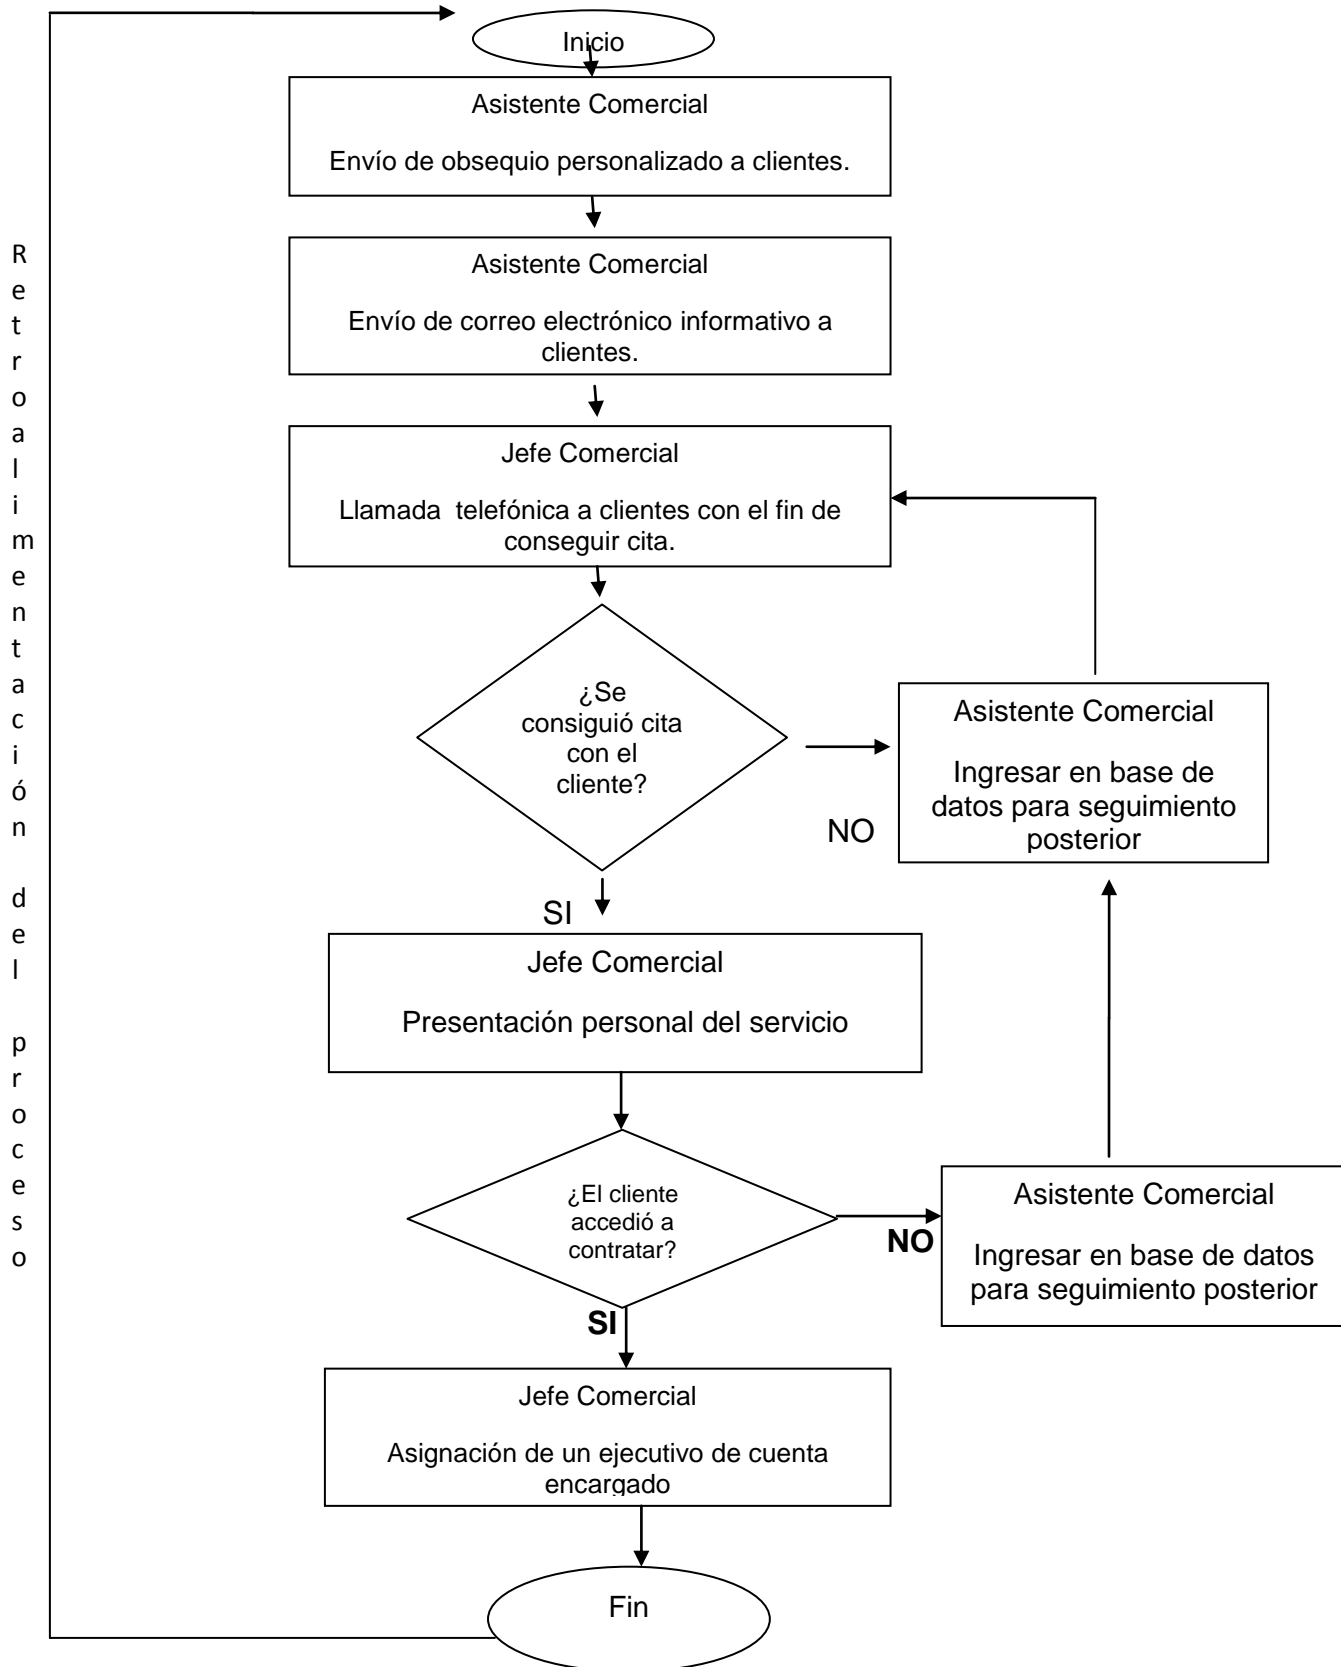 Inicio
Asistente Comercial
Envío de obsequio personalizado a clientes.
Asistente Comercial
Envío de correo electrónico informativo a
clientes.
Jefe Comercial
Llamada  telefónica a clientes con el fin de
conseguir cita.
¿Se
consiguió cita
con el
cliente?
NO
Asistente Comercial
Ingresar en base de
datos para seguimiento
posterior
SI
Jefe Comercial
Presentación personal del servicio
¿El cliente
accedió a
contratar?
NO
Asistente Comercial
Ingresar en base de datos
para seguimiento posterior
SI
Jefe Comercial
Asignación de un ejecutivo de cuenta
encargado
Fin
Retroalimentación del proceso